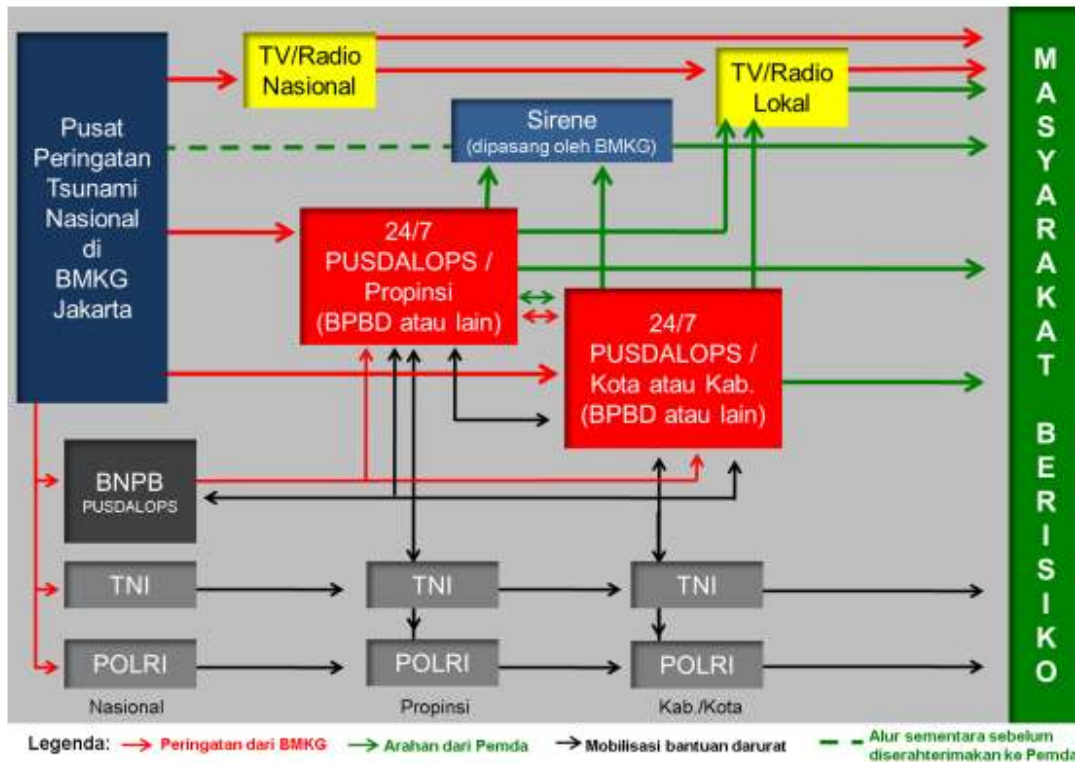 Pusat
Peringatan
Tsunami
Nasional
di
BMKG
Jakarta
TV/Radio
Nasional
TV/Radio
Lokal
Sirene
(dipasang oleh BMKG)
24/7
PUSDALOPS /
Propinsi
(BPBD atau lain)
24/7
PUSDALOPS /
Kota atau Kab.
(BPBD atau lain)
BNPB
PUSDALOPS
TNI
TNI
TNI
POLRI
POLRI
POLRI
Nasional
Propinsi
Kab./Kota
MASYARAKAT BERISIKO
Legenda:
Peringatan dari BMKG
Arahan dari Pemda
Mobilisasi bantuan darurat
Alur sementara sebelum
diserahterimakan ke Pemda